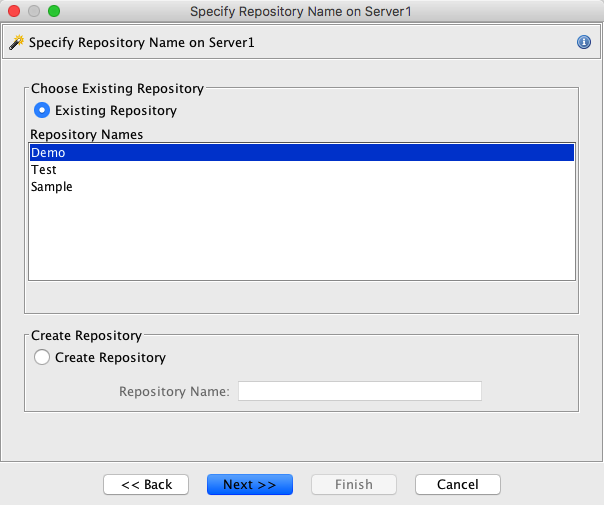 Specify Repository Name on Server1
Specify Repository Name on Server1
Choose Existing Repository
Existing Repository
Repository Names
Demo
Test
Sample
Create Repository
Create Repository
Repository Name:
<< Back
Next >>
Finish
Cancel